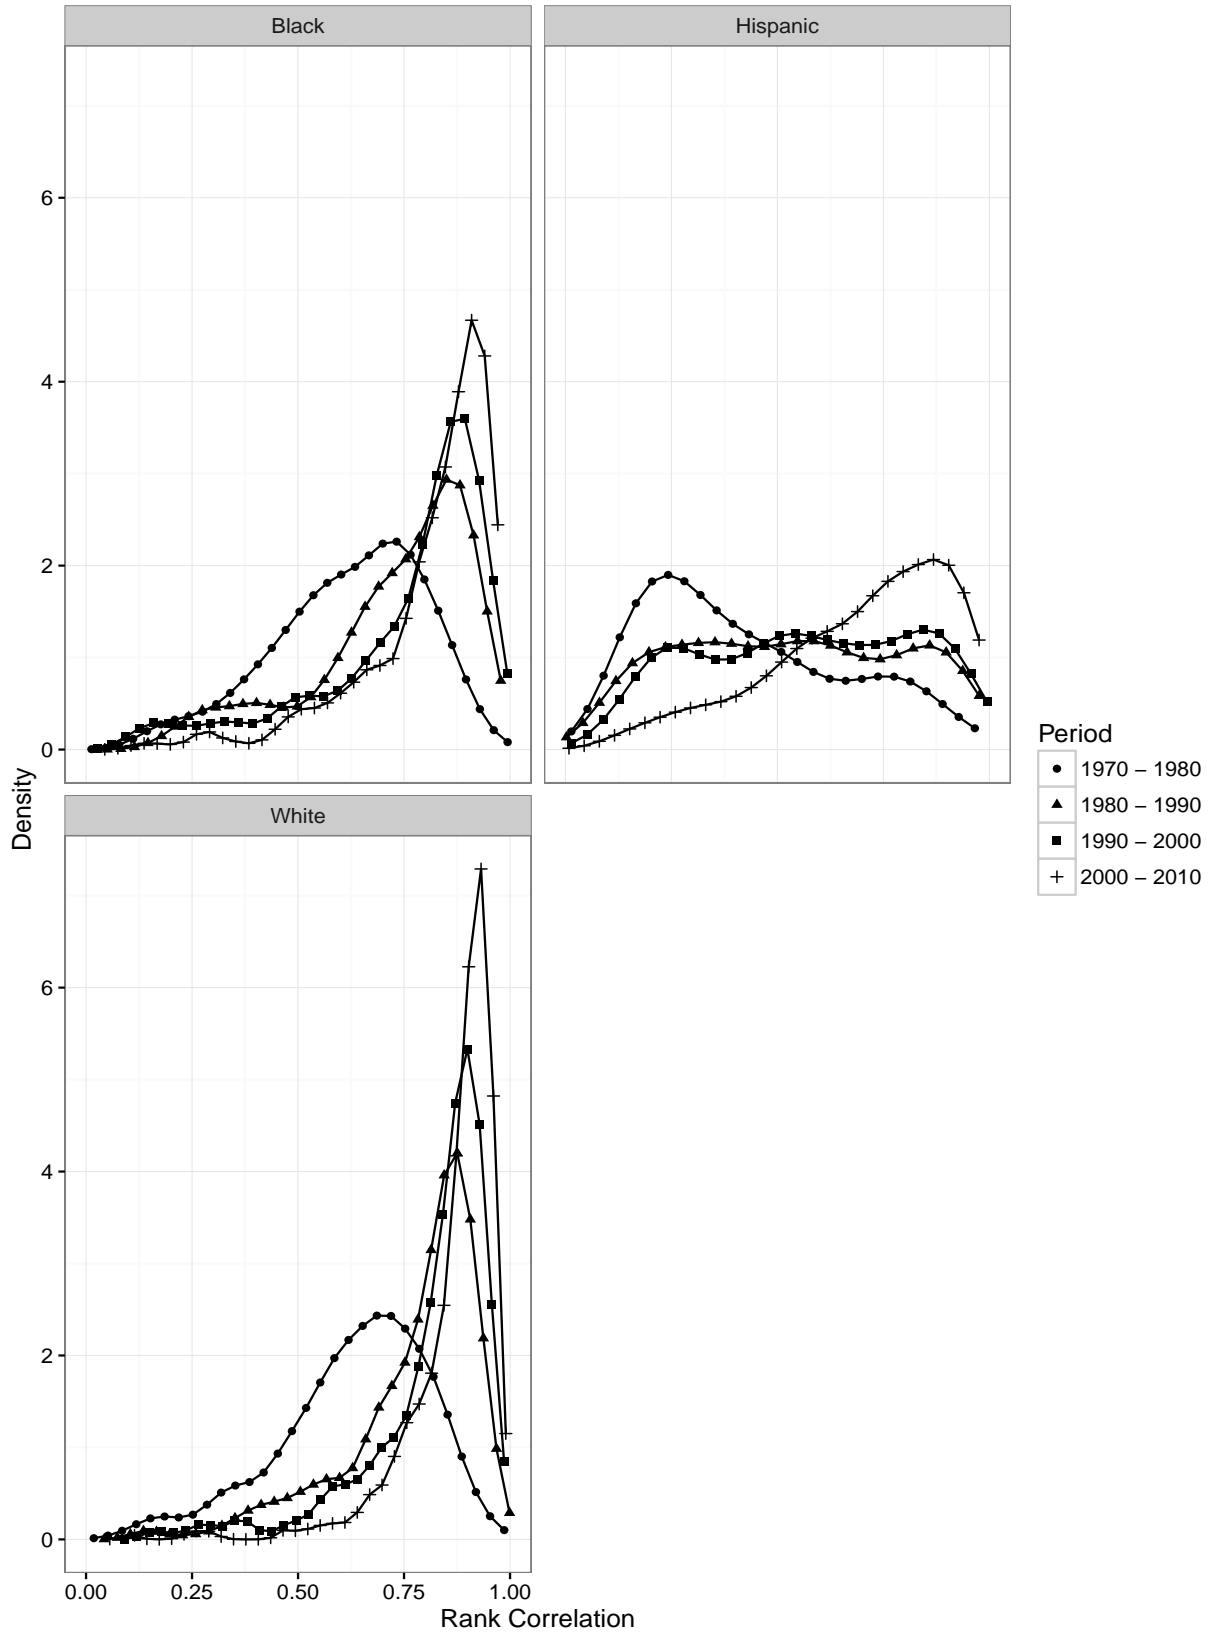 Black
Hispanic
6
4
2
0
White
6
4
2
0
0.00 0.25 0.50 0.75 1.00
Rank Correlation
Density
Period
1970 – 1980
1980 – 1990
1990 – 2000
2000 – 2010